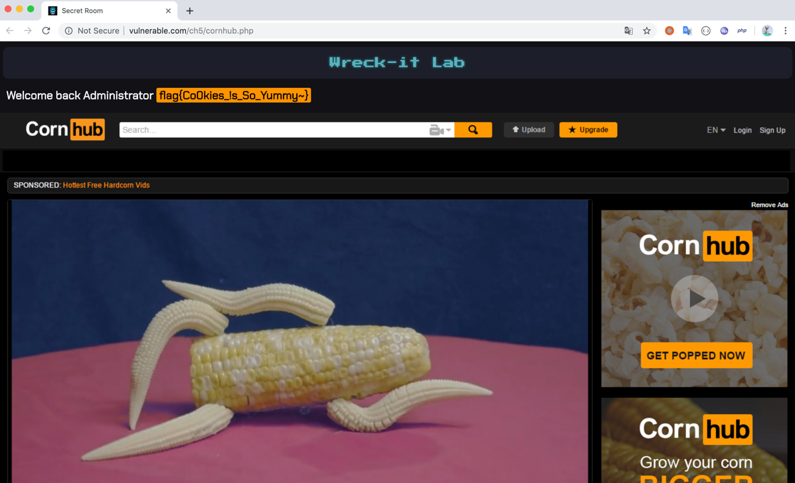 Secret Room
Not Secure | vulnerable.com/ch5/cornhub.php
php
Wreck-it Lab
Welcome back Administrator flag{Co0kies_Is_So_Yummy~}
Corn hub
Search...
Upload
Upgrade
EN
Login
Sign Up
SPONSORED: Hottest Free Hardcorn Vids
Remove Ads
Corn hub
GET POPPED NOW
Corn hub
Grow your corn
BIGGER